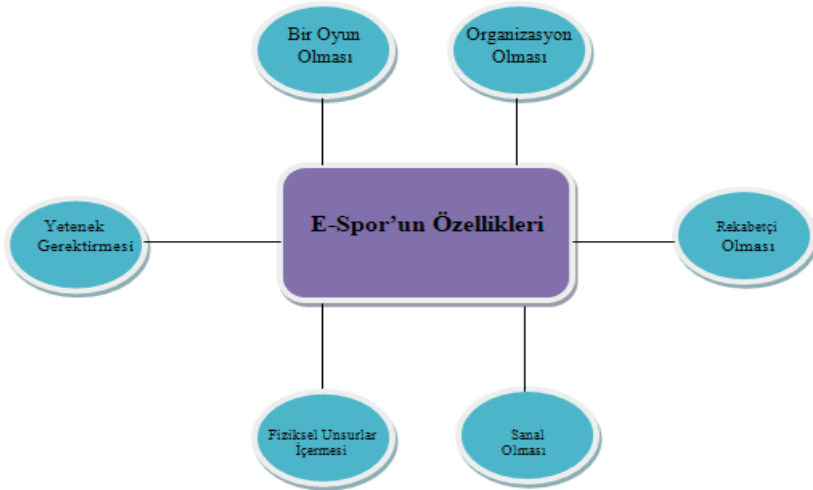 Bir Oyun
Olması
Organizasyon
Olması
E-Spor’un Özellikleri
Yetenek
Gerektirmesi
Rekabetçi
Olması
Fiziksel Unsurlar
İçermesi
Sanal
Olması